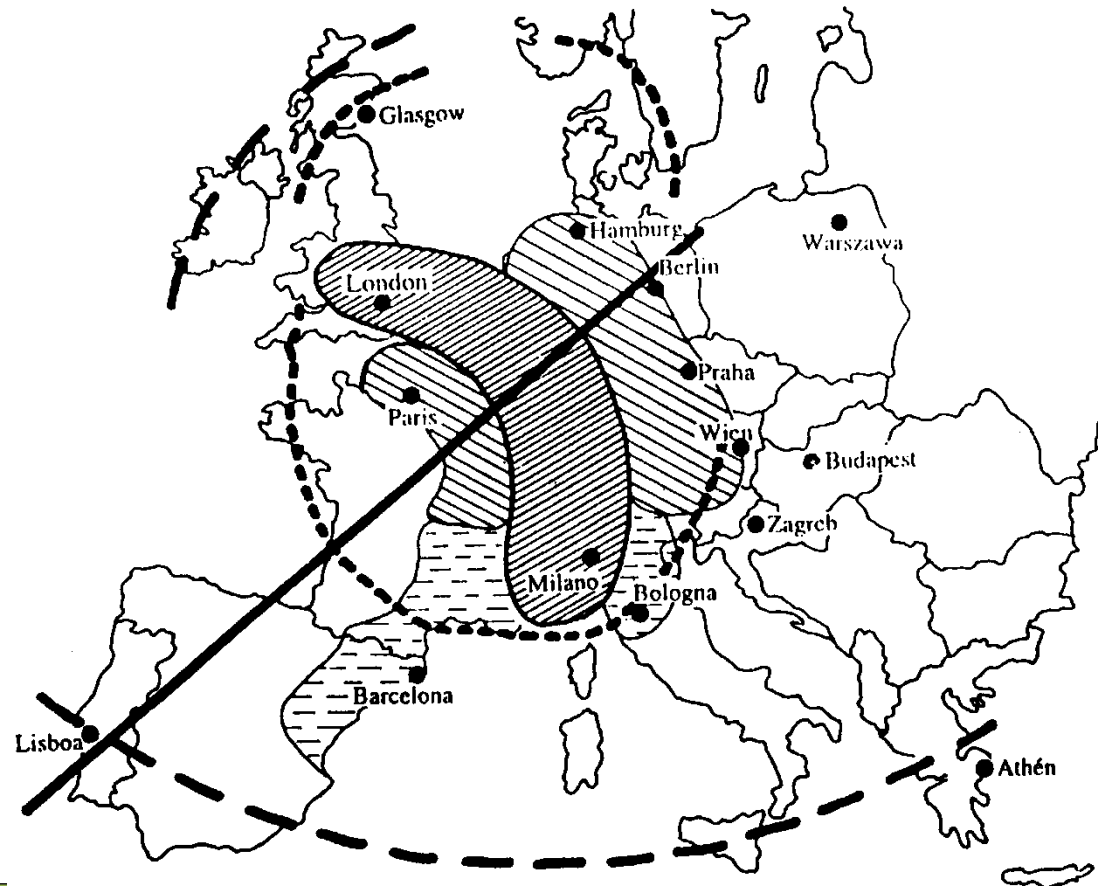 Glasgow
Hamburg
Warszawa
Berlin
London
Praha
Paris
Wien
Budapest
Zagreb
Milano
Bologna
Barcelona
Lisboa
Athén